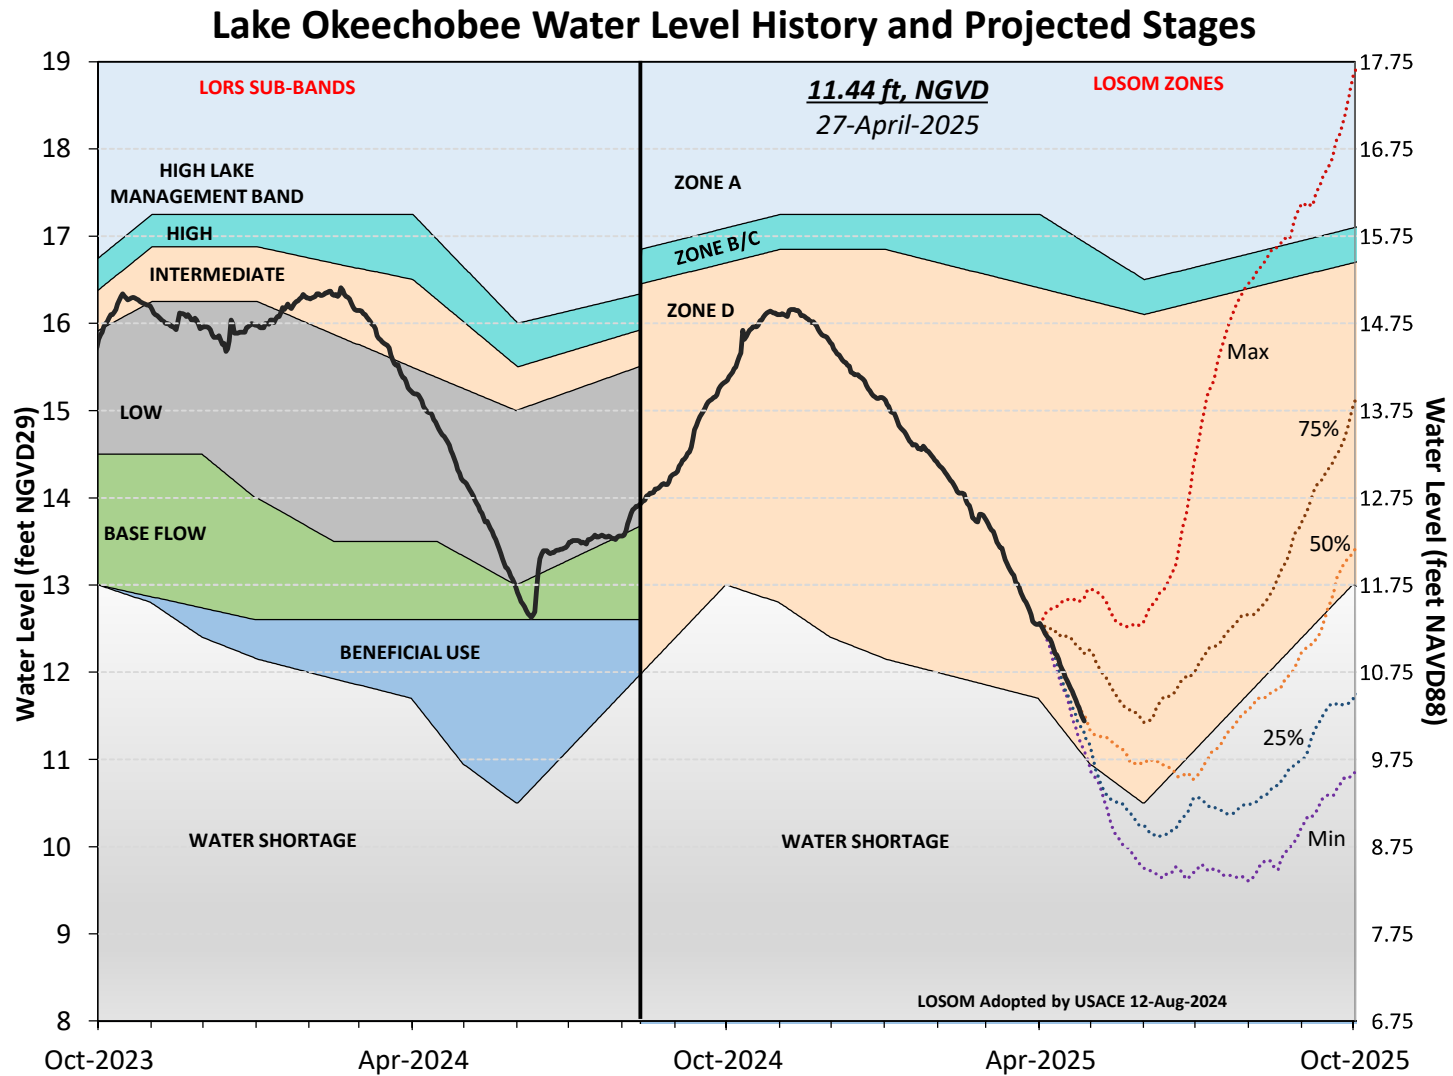 Lake Okeechobee Water Level History and Projected Stages
LORS SUB-BANDS
11.44 ft, NGVD
27-April-2025
LOSOM ZONES
HIGH LAKE
MANAGEMENT BAND
HIGH
INTERMEDIATE
LOW
BASE FLOW
BENEFICIAL USE
WATER SHORTAGE
ZONE A
ZONE B/C
ZONE D
Max
75%
50%
25%
Min
WATER SHORTAGE
LOSOM Adopted by USACE 12-Aug-2024
Water Level (feet NGVD29)
19
18
17
16
15
14
13
12
11
10
9
8
Water Level (feet NAVD88)
17.75
16.75
15.75
14.75
13.75
12.75
11.75
10.75
9.75
8.75
7.75
6.75
Oct-2023
Apr-2024
Oct-2024
Apr-2025
Oct-2025